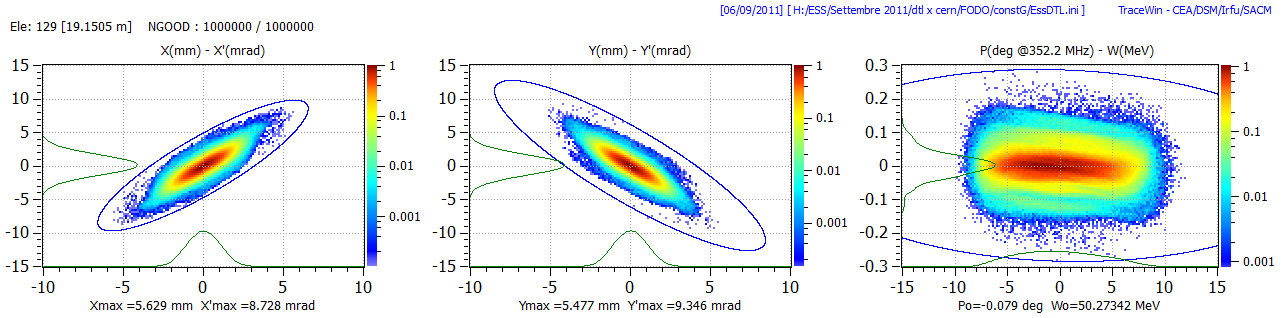 [06/09/2011] [ H:/ESS/Settembre 2011/dtl x cern/FODO/constG/EssDTL.ini ] TraceWin - CEA/DSM/Irfu/SACM
Ele: 129 [19.1505 m] NGOOD : 1000000 / 1000000
X(mm) - X'(mrad) Y(mm) - Y'(mrad) P(deg @352.2 MHz) - W(MeV)
15 1 15 1 0.3 1
10 10 0.2
0.1 0.1 0.1
5 5 0.1
0 0.01 0 0.01 0 0.01
-5 -5 -0.1
0.001 0.001
-10 -10 -0.2
0.001
-15 -15 -0.3
-10 -5 0 5 10 -10 -5 0 5 10 -15 -10 -5 0 5 10 15
Xmax =5.629 mm X'max =8.728 mrad Ymax =5.477 mm Y'max =9.346 mrad Po=-0.079 deg Wo=50.27342 MeV